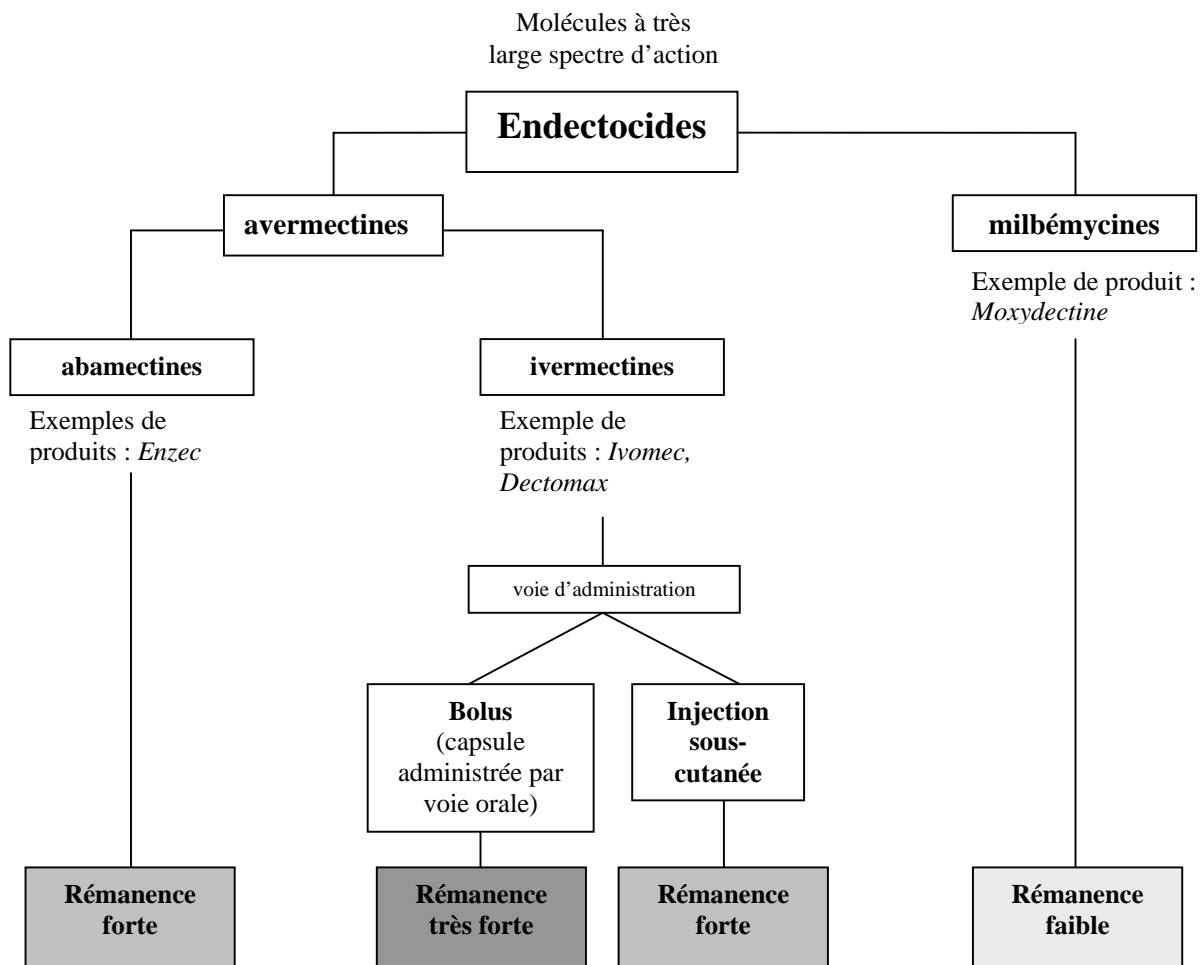 Molécules à très
large spectre d’action
Endectocides
avermectines
milbémycines
Exemple de produit :
Moxydectine
abamectines
ivermectines
Exemples de
produits : Enzec
Exemple de
produits : Ivomec,
Dectomax
voie d’administration
Bolus
(capsule
administrée par
voie orale)
Injection
sous-
cutanée
Rémanence
forte
Rémanence
très forte
Rémanence
forte
Rémanence
faible